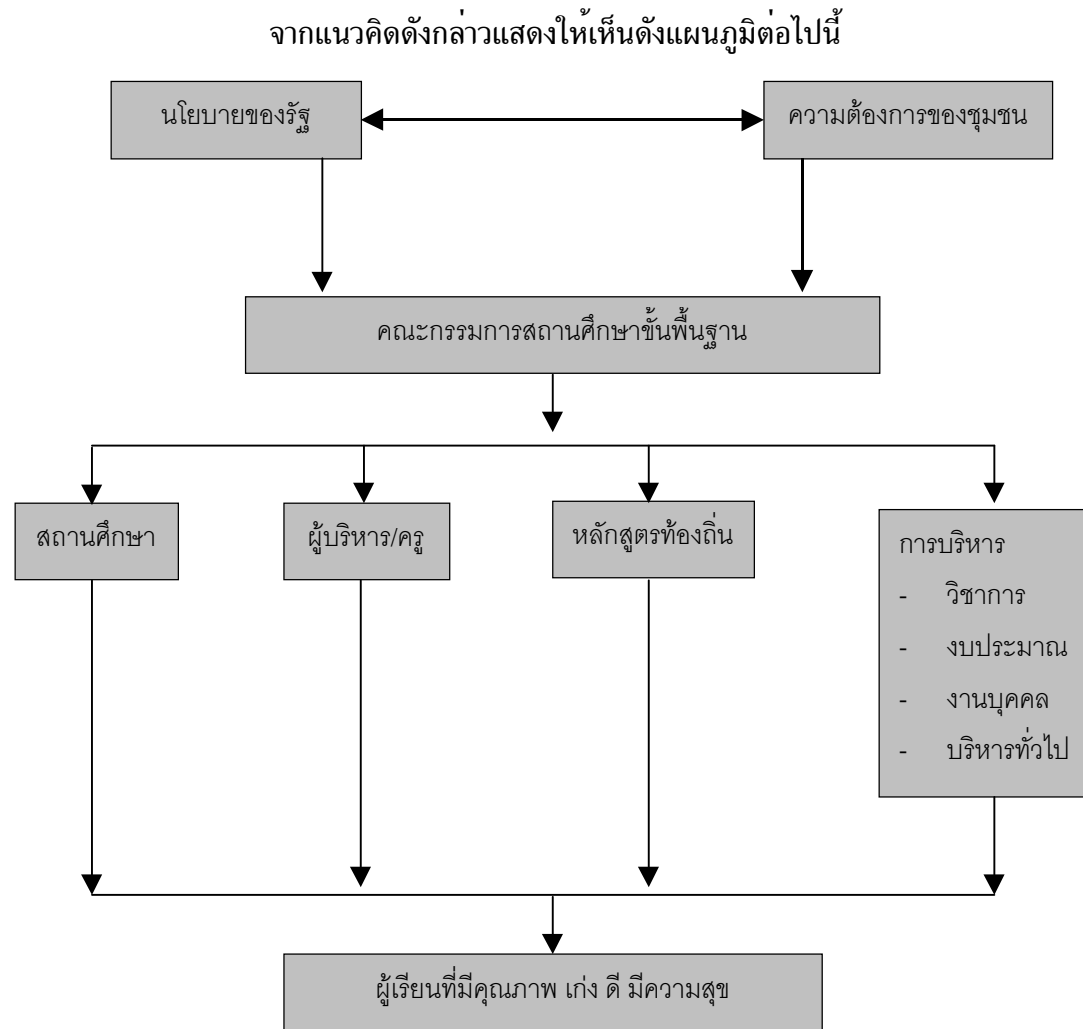 จากแนวคิดดังกล่าวแสดงให้เห็นดังแผนภูมิต่อไปนี้
นโยบายของรัฐ
ความต้องการของชุมชน
คณะกรรมการสถานศึกษาขั้นพื้นฐาน
สถานศึกษา
ผู้บริหาร/ครู
หลักสูตรท้องถิ่น
การบริหาร
- วิชาการ
- งบประมาณ
- งานบุคคล
- บริหารทั่วไป
ผู้เรียนที่มีคุณภาพ เก่ง ดี มีความสุข